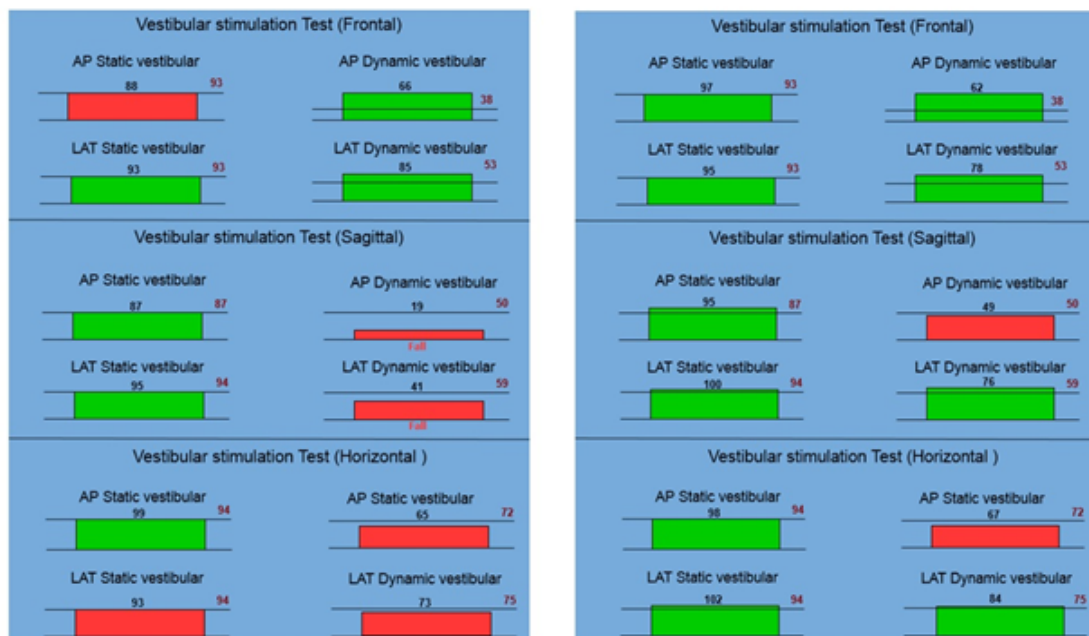 Vestibular stimulation Test (Frontal)
AP Static vestibular
88
93
AP Dynamic vestibular
66
38
LAT Static vestibular
93
93
LAT Dynamic vestibular
85
53
Vestibular stimulation Test (Sagittal)
AP Static vestibular
87
87
AP Dynamic vestibular
19
50
Fall
LAT Static vestibular
95
94
LAT Dynamic vestibular
41
59
Fall
Vestibular stimulation Test (Horizontal )
AP Static vestibular
99
94
AP Static vestibular
65
72
LAT Static vestibular
93
94
LAT Dynamic vestibular
73
75
Vestibular stimulation Test (Frontal)
AP Static vestibular
97
93
AP Dynamic vestibular
62
38
LAT Static vestibular
95
93
LAT Dynamic vestibular
78
53
Vestibular stimulation Test (Sagittal)
AP Static vestibular
95
87
AP Dynamic vestibular
49
50
LAT Static vestibular
100
94
LAT Dynamic vestibular
76
59
Vestibular stimulation Test (Horizontal )
AP Static vestibular
98
94
AP Static vestibular
67
72
LAT Static vestibular
102
94
LAT Dynamic vestibular
84
75